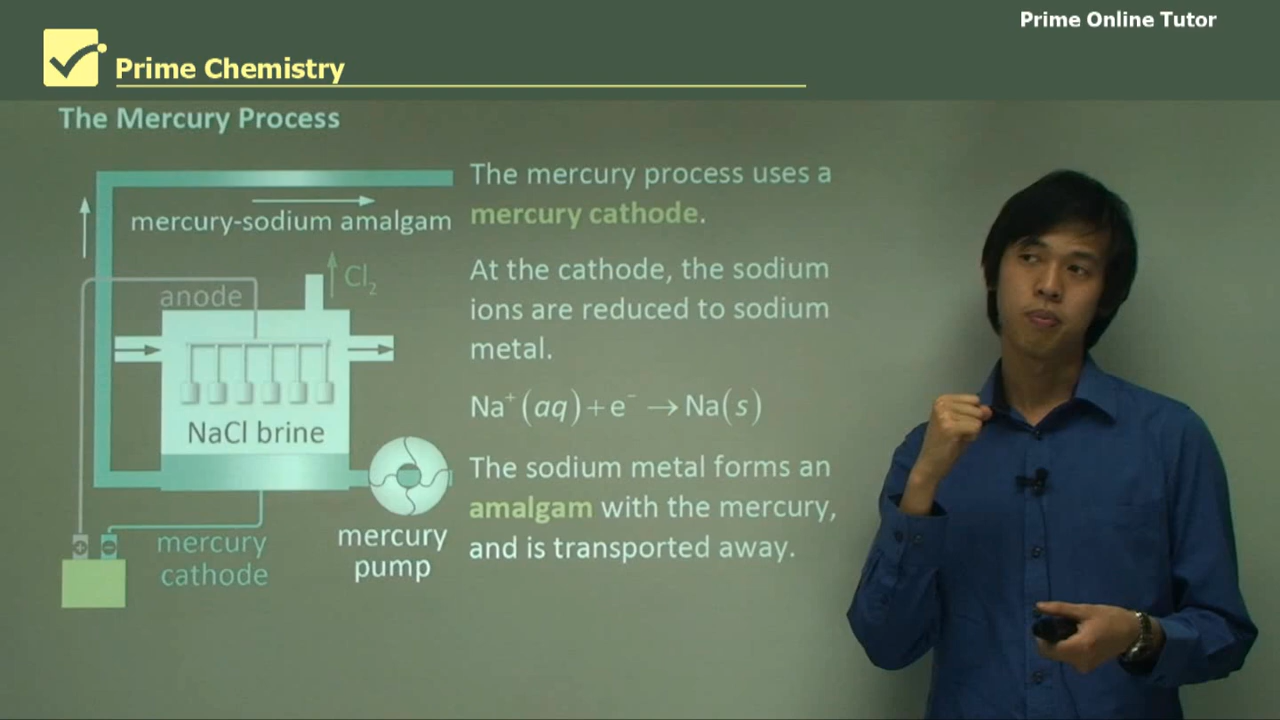 Prime Online Tutor
Prime Chemistry
The Mercury Process
mercury-sodium amalgam
Cl₂
anode
NaCl brine
mercury
pump
mercury
cathode
+
−
The mercury process uses a
mercury cathode.
At the cathode, the sodium
ions are reduced to sodium
metal.
Na⁺(aq)+e⁻ →Na(s)
The sodium metal forms an
amalgam with the mercury,
and is transported away.